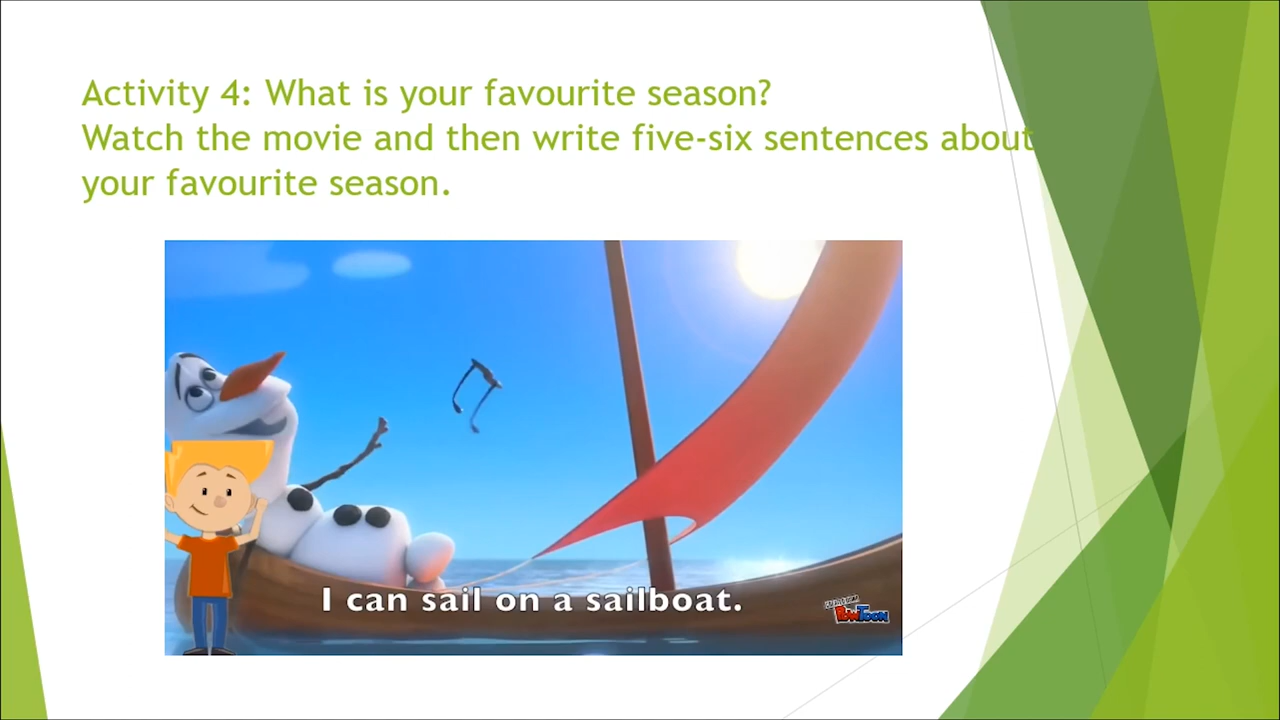 Activity 4: What is your favourite season?
Watch the movie and then write five-six sentences about
your favourite season.
I can sail on a sailboat.
POWTOON